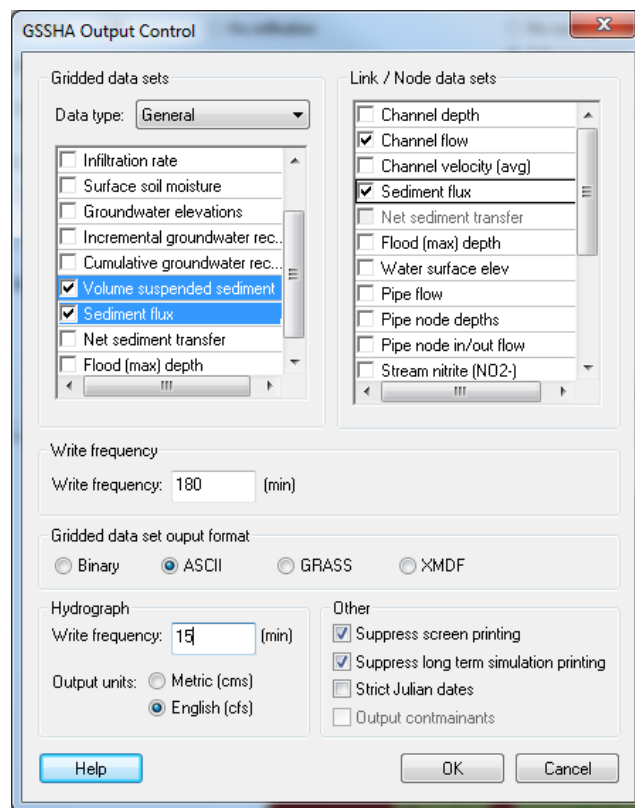 GSSHA Output Control
Gridded data sets
Data type: General
Infiltration rate
Surface soil moisture
Groundwater elevations
Incremental groundwater rec..
Cumulative groundwater rec...
Volume suspended sediment
Sediment flux
Net sediment transfer
Flood (max) depth
Link / Node data sets
Channel depth
Channel flow
Channel velocity (avg)
Sediment flux
Net sediment transfer
Flood (max) depth
Water surface elev
Pipe flow
Pipe node depths
Pipe node in/out flow
Stream nitrite (NO2-)
Write frequency
Write frequency: 180 (min)
Gridded data set ouput format
Binary ASCII GRASS XMDF
Hydrograph
Write frequency: 15 (min)
Output units: Metric (cms)
English (cfs)
Other
Suppress screen printing
Suppress long term simulation printing
Strict Julian dates
Output contmainants
Help OK Cancel